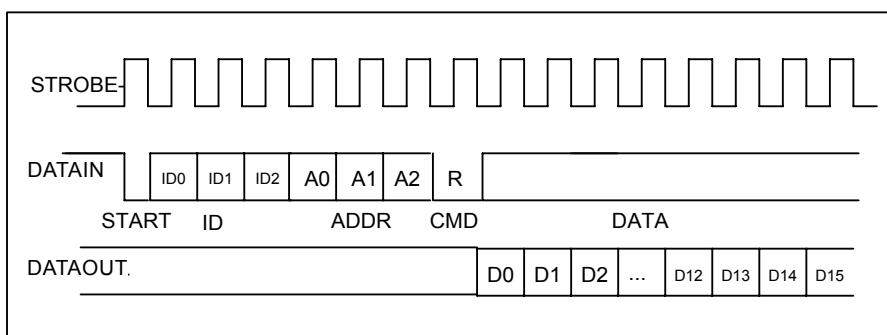 STROBE-
DATAIN ID0 ID1 ID2 A0 A1 A2 R
START ID ADDR CMD DATA
DATAOUT. D0 D1 D2 ... D12 D13 D14 D15